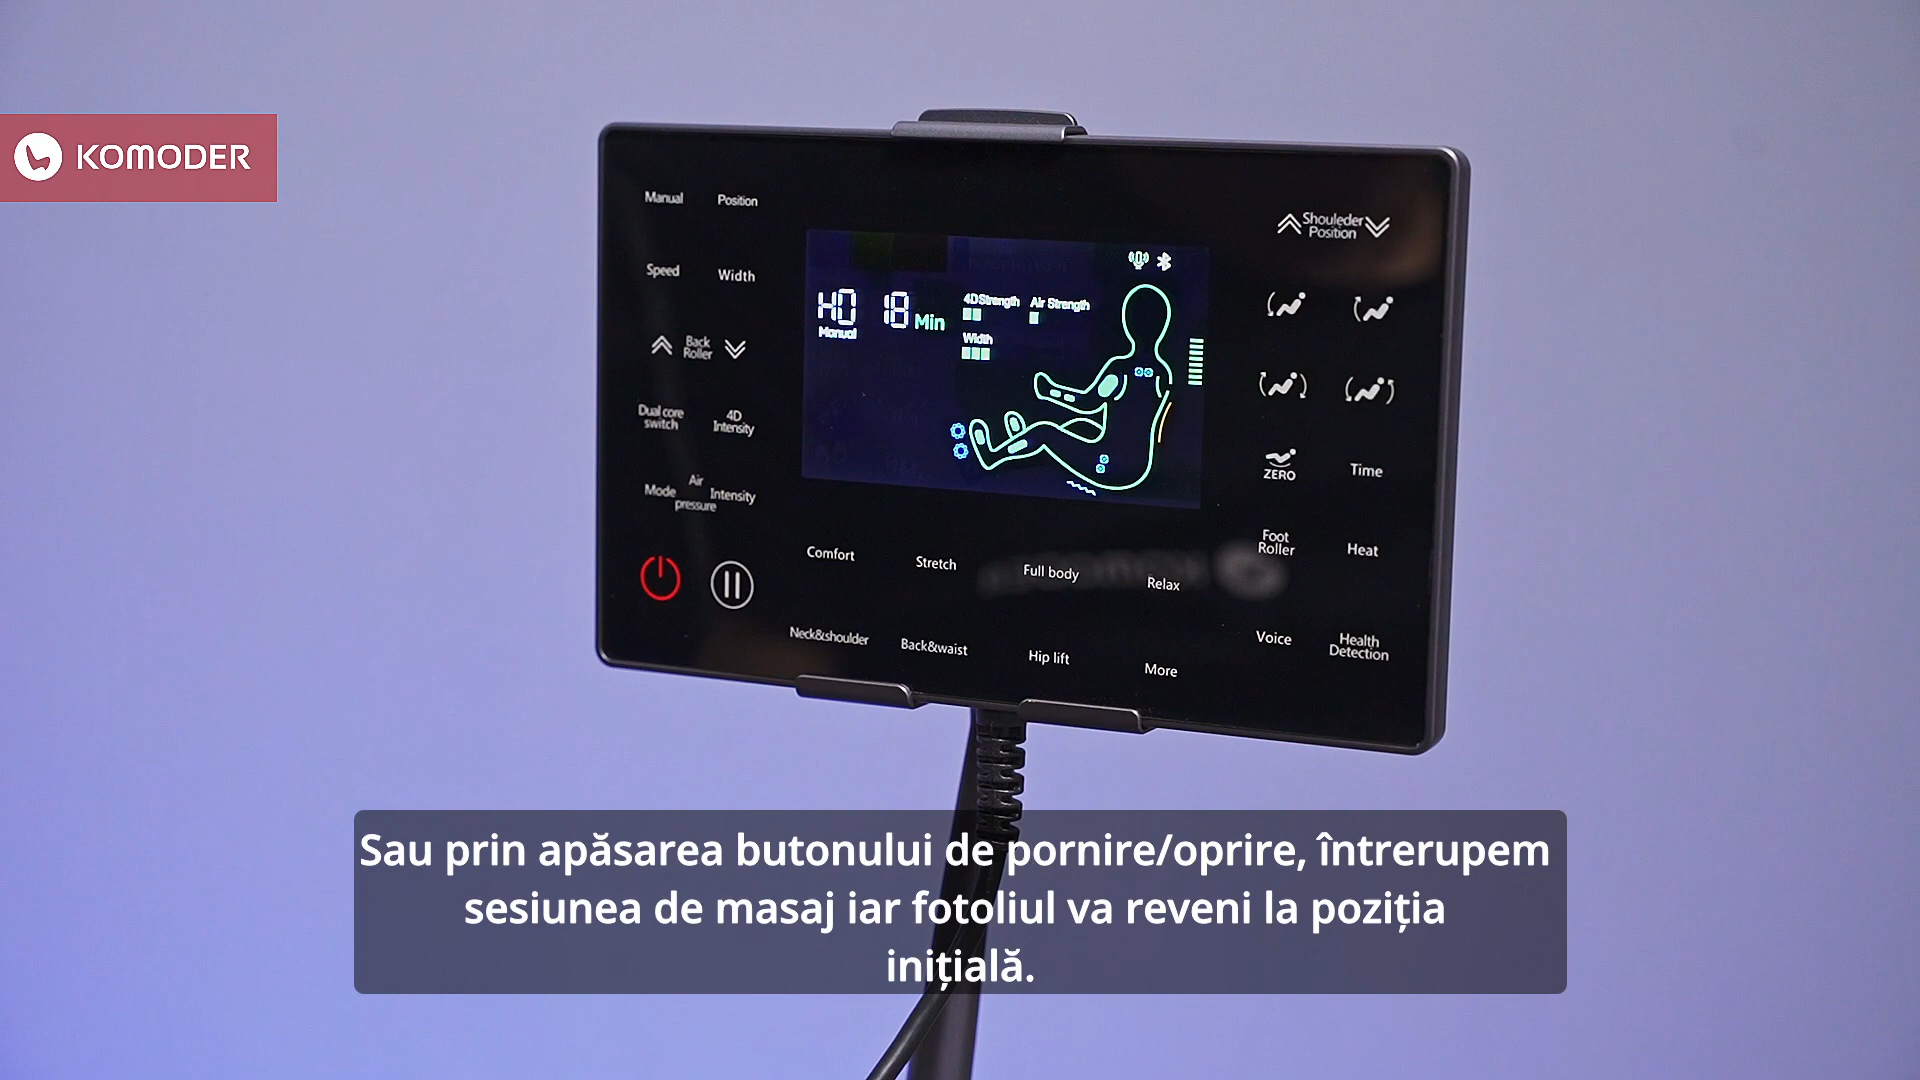 KOMODER
Manual Position
Shouleder
Position
Speed Width
H0 18 Min
Manual
4DStrength Air Strength
Width
Back
Roller
Dual core
switch
4D
Intensity
Mode Air Intensity
pressure
ZERO Time
Foot
Roller
Heat
Comfort Stretch Full body Relax
Neck&shoulder Back&waist Hip lift More
Voice Health
Detection
Sau prin apăsarea butonului de pornire/oprire, întrerupem
sesiunea de masaj iar fotoliul va reveni la poziția
inițială.